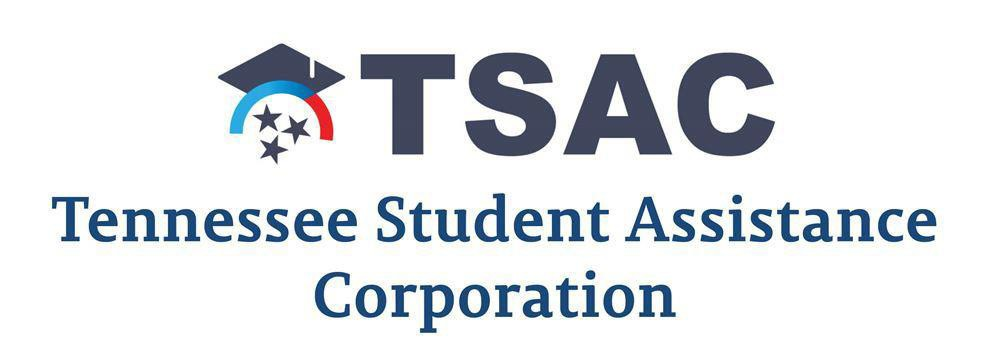 TSAC
Tennessee Student Assistance
Corporation